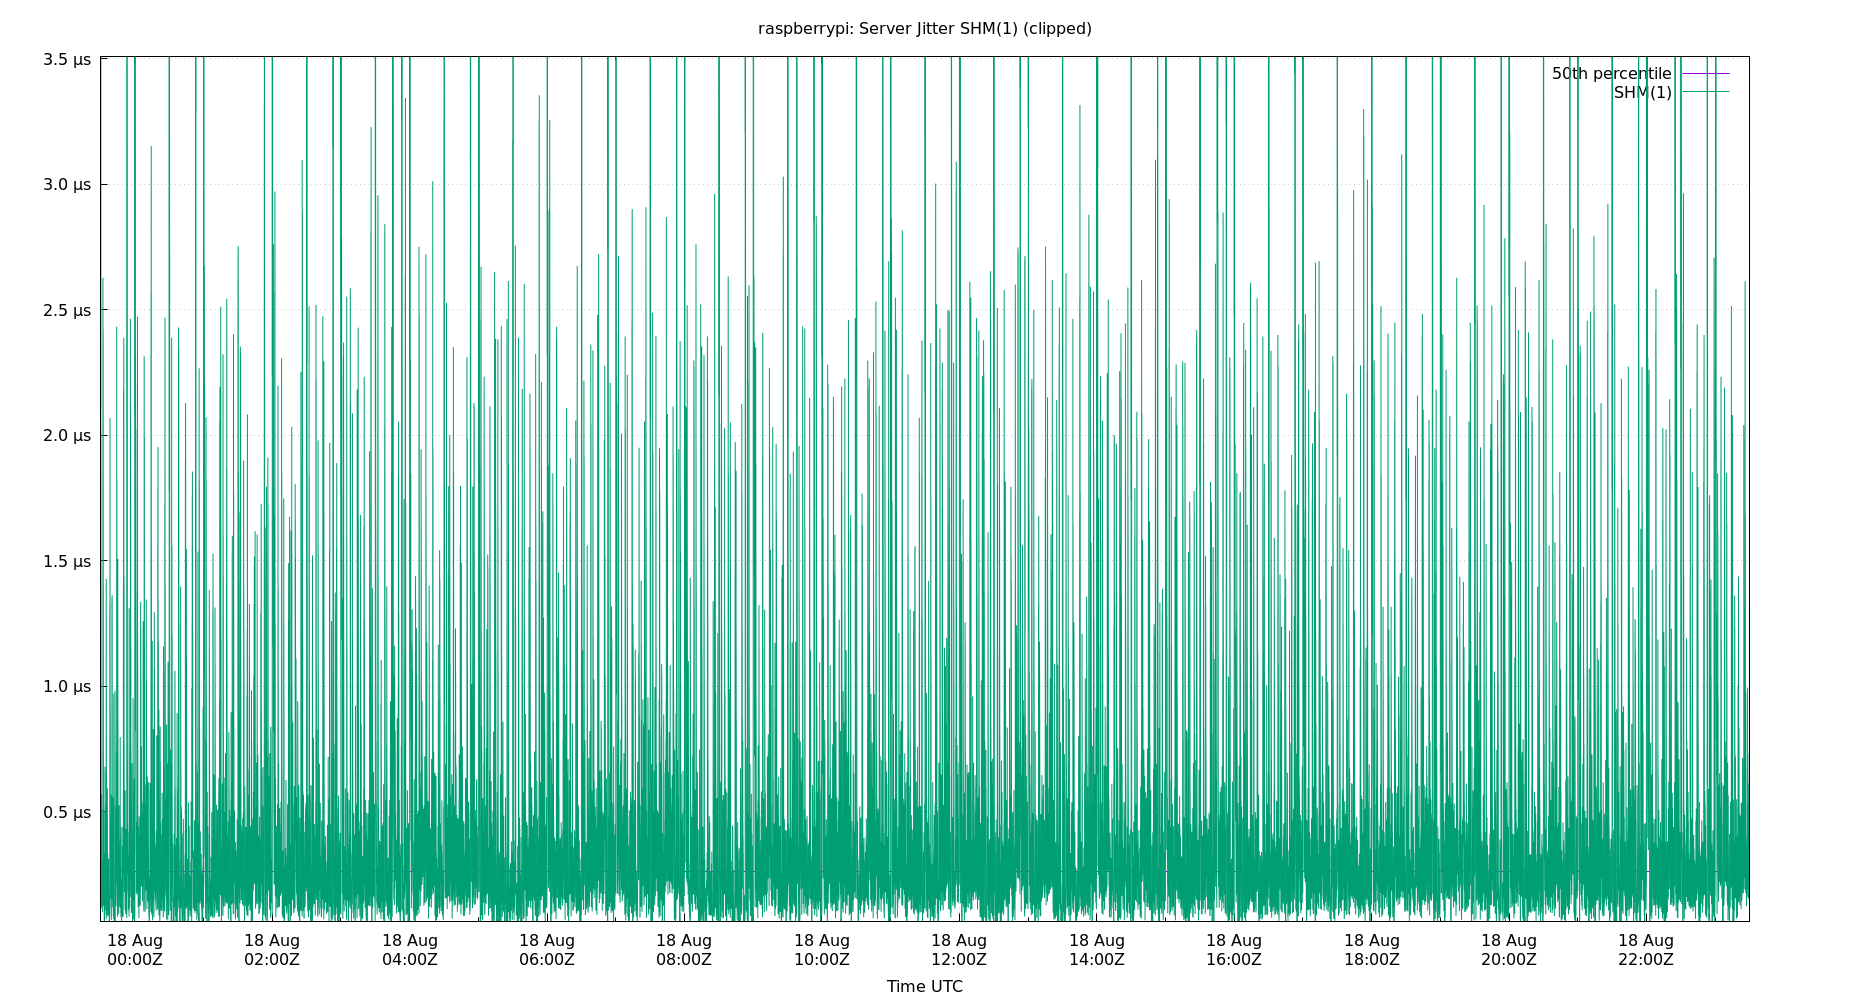 raspberrypi: Server Jitter SHM(1) (clipped)
3.5 μs
3.0 μs
2.5 μs
2.0 μs
1.5 μs
1.0 μs
0.5 μs
50th percentile
SHM(1)
18 Aug 18 Aug 18 Aug 18 Aug 18 Aug 18 Aug 18 Aug 18 Aug 18 Aug 18 Aug 18 Aug 18 Aug
00:00Z 02:00Z 04:00Z 06:00Z 08:00Z 10:00Z 12:00Z 14:00Z 16:00Z 18:00Z 20:00Z 22:00Z
Time UTC